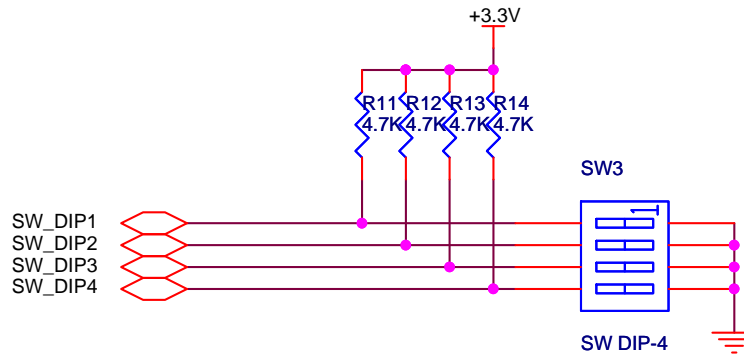 +3.3V
R11 R12 R13 R14
4.7K 4.7K 4.7K 4.7K
SW3
1
SW_DIP1
SW_DIP2
SW_DIP3
SW_DIP4
SW DIP-4